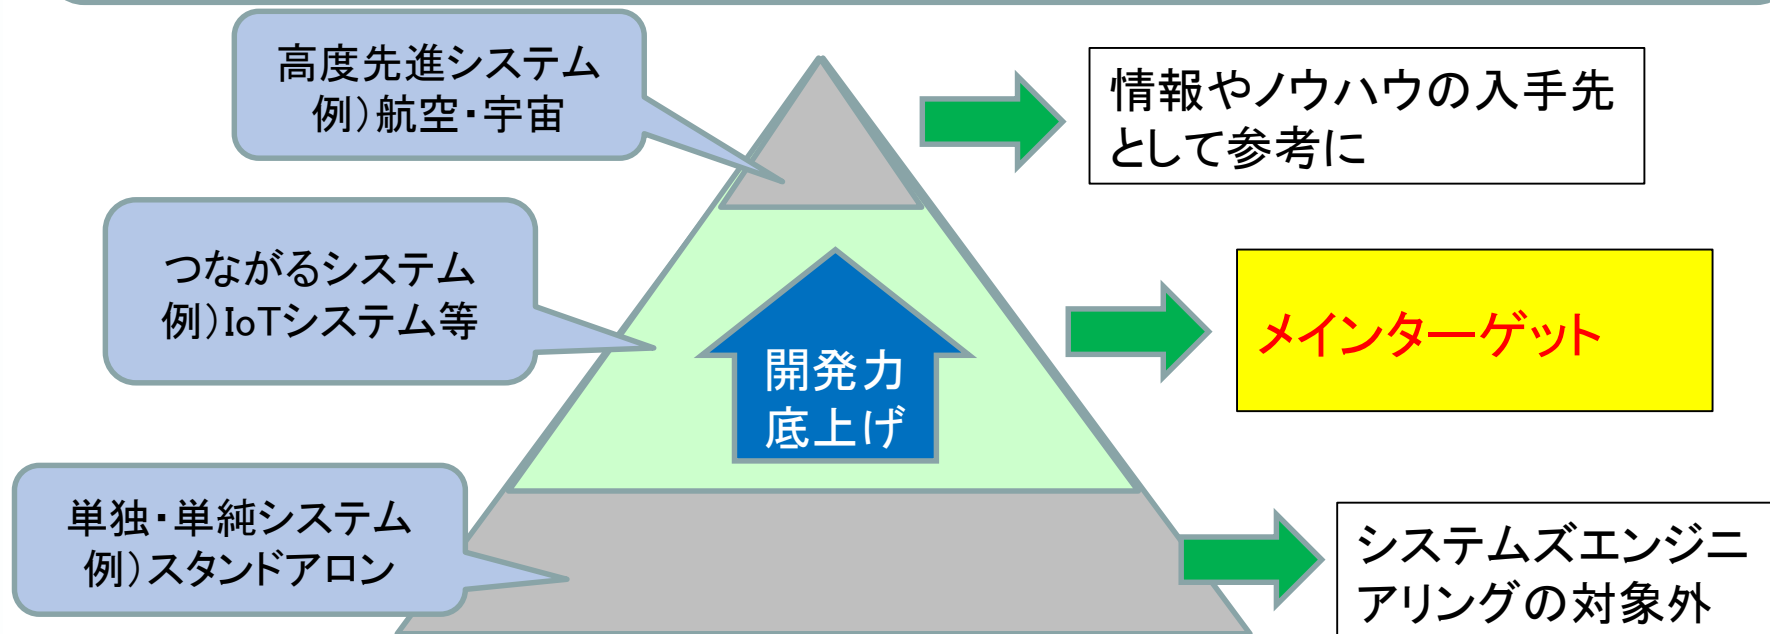 高度先進システム
例）航空・宇宙
情報やノウハウの入手先
として参考に
つながるシステム
例）IoTシステム等
メインターゲット
開発力
底上げ
単独・単純システム
例）スタンドアロン
システムズエンジニ
アリングの対象外